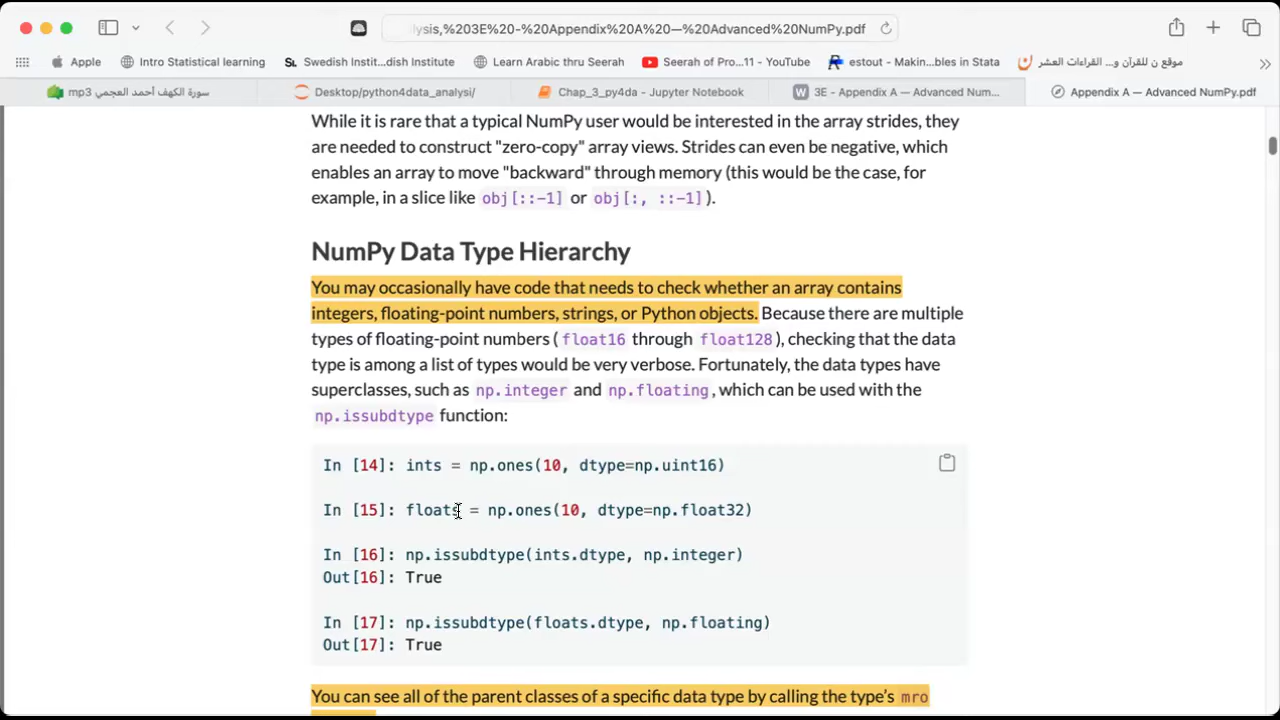 lysis,%203E%20-%20Appendix%20A%20—%20Advanced%20NumPy.pdf
Apple
Intro Statistical learning
SL Swedish Instit...dish Institute
Learn Arabic thru Seerah
Seerah of Pro...11 - YouTube
estout - Makin...bles in Stata
موقع ن للقرآن و... القراءات العشر
سورة الكهف أحمد العجمي mp3
Desktop/python4data_analysi/
Chap_3_py4da - Jupyter Notebook
W 3E - Appendix A — Advanced Num...
Appendix A — Advanced NumPy.pdf
While it is rare that a typical NumPy user would be interested in the array strides, they
are needed to construct "zero-copy" array views. Strides can even be negative, which
enables an array to move "backward" through memory (this would be the case, for
example, in a slice like obj[::-1] or obj[:, ::-1]).
NumPy Data Type Hierarchy
You may occasionally have code that needs to check whether an array contains
integers, floating-point numbers, strings, or Python objects. Because there are multiple
types of floating-point numbers (float16 through float128), checking that the data
type is among a list of types would be very verbose. Fortunately, the data types have
superclasses, such as np.integer and np.floating, which can be used with the
np.issubdtype function:
In [14]: ints = np.ones(10, dtype=np.uint16)
In [15]: floats = np.ones(10, dtype=np.float32)
In [16]: np.issubdtype(ints.dtype, np.integer)
Out[16]: True
In [17]: np.issubdtype(floats.dtype, np.floating)
Out[17]: True
You can see all of the parent classes of a specific data type by calling the type’s mro